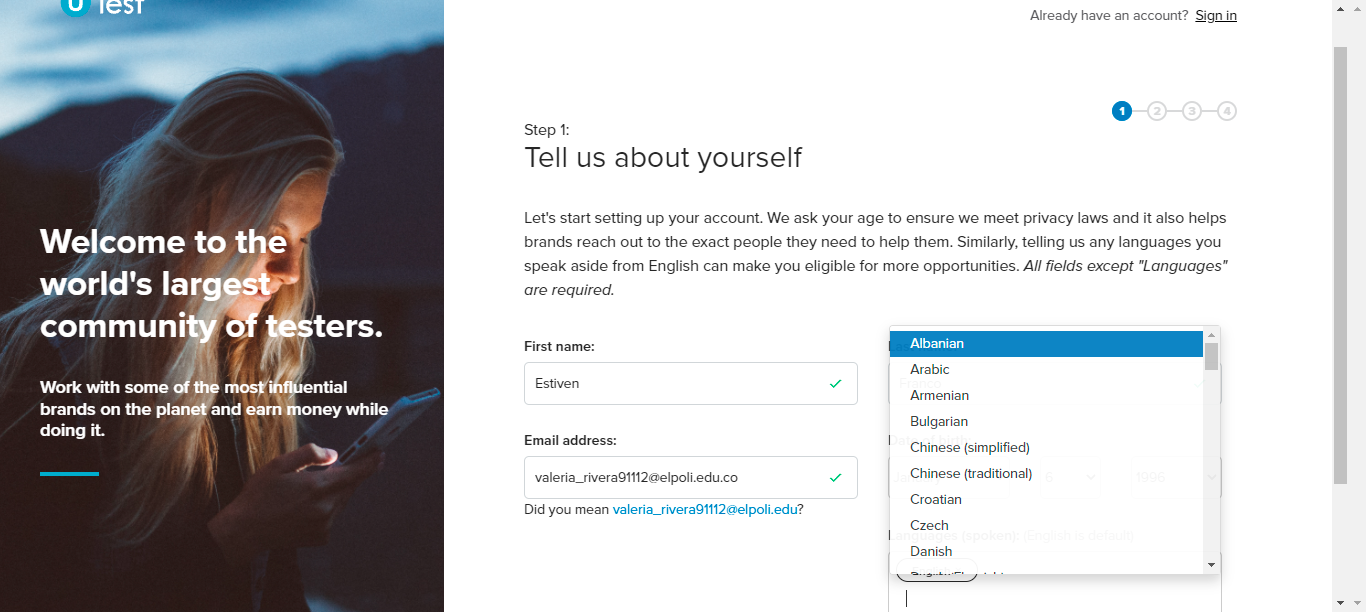 Test
Already have an account? Sign in
1 2 3 4
Step 1:
Tell us about yourself
Let's start setting up your account. We ask your age to ensure we meet privacy laws and it also helps
brands reach out to the exact people they need to help them. Similarly, telling us any languages you
speak aside from English can make you eligible for more opportunities. All fields except "Languages"
are required.
Welcome to the
world's largest
community of testers.
Work with some of the most influential
brands on the planet and earn money while
doing it.
First name:
Estiven
Email address:
valeria_rivera91112@elpoli.edu.co
Did you mean valeria_rivera91112@elpoli.edu?
Albanian
Arabic
Armenian
Bulgarian
Chinese (simplified)
Chinese (traditional)
Croatian
Czech
Danish
Franco
6
1996
Languages (spoken): (English is default)